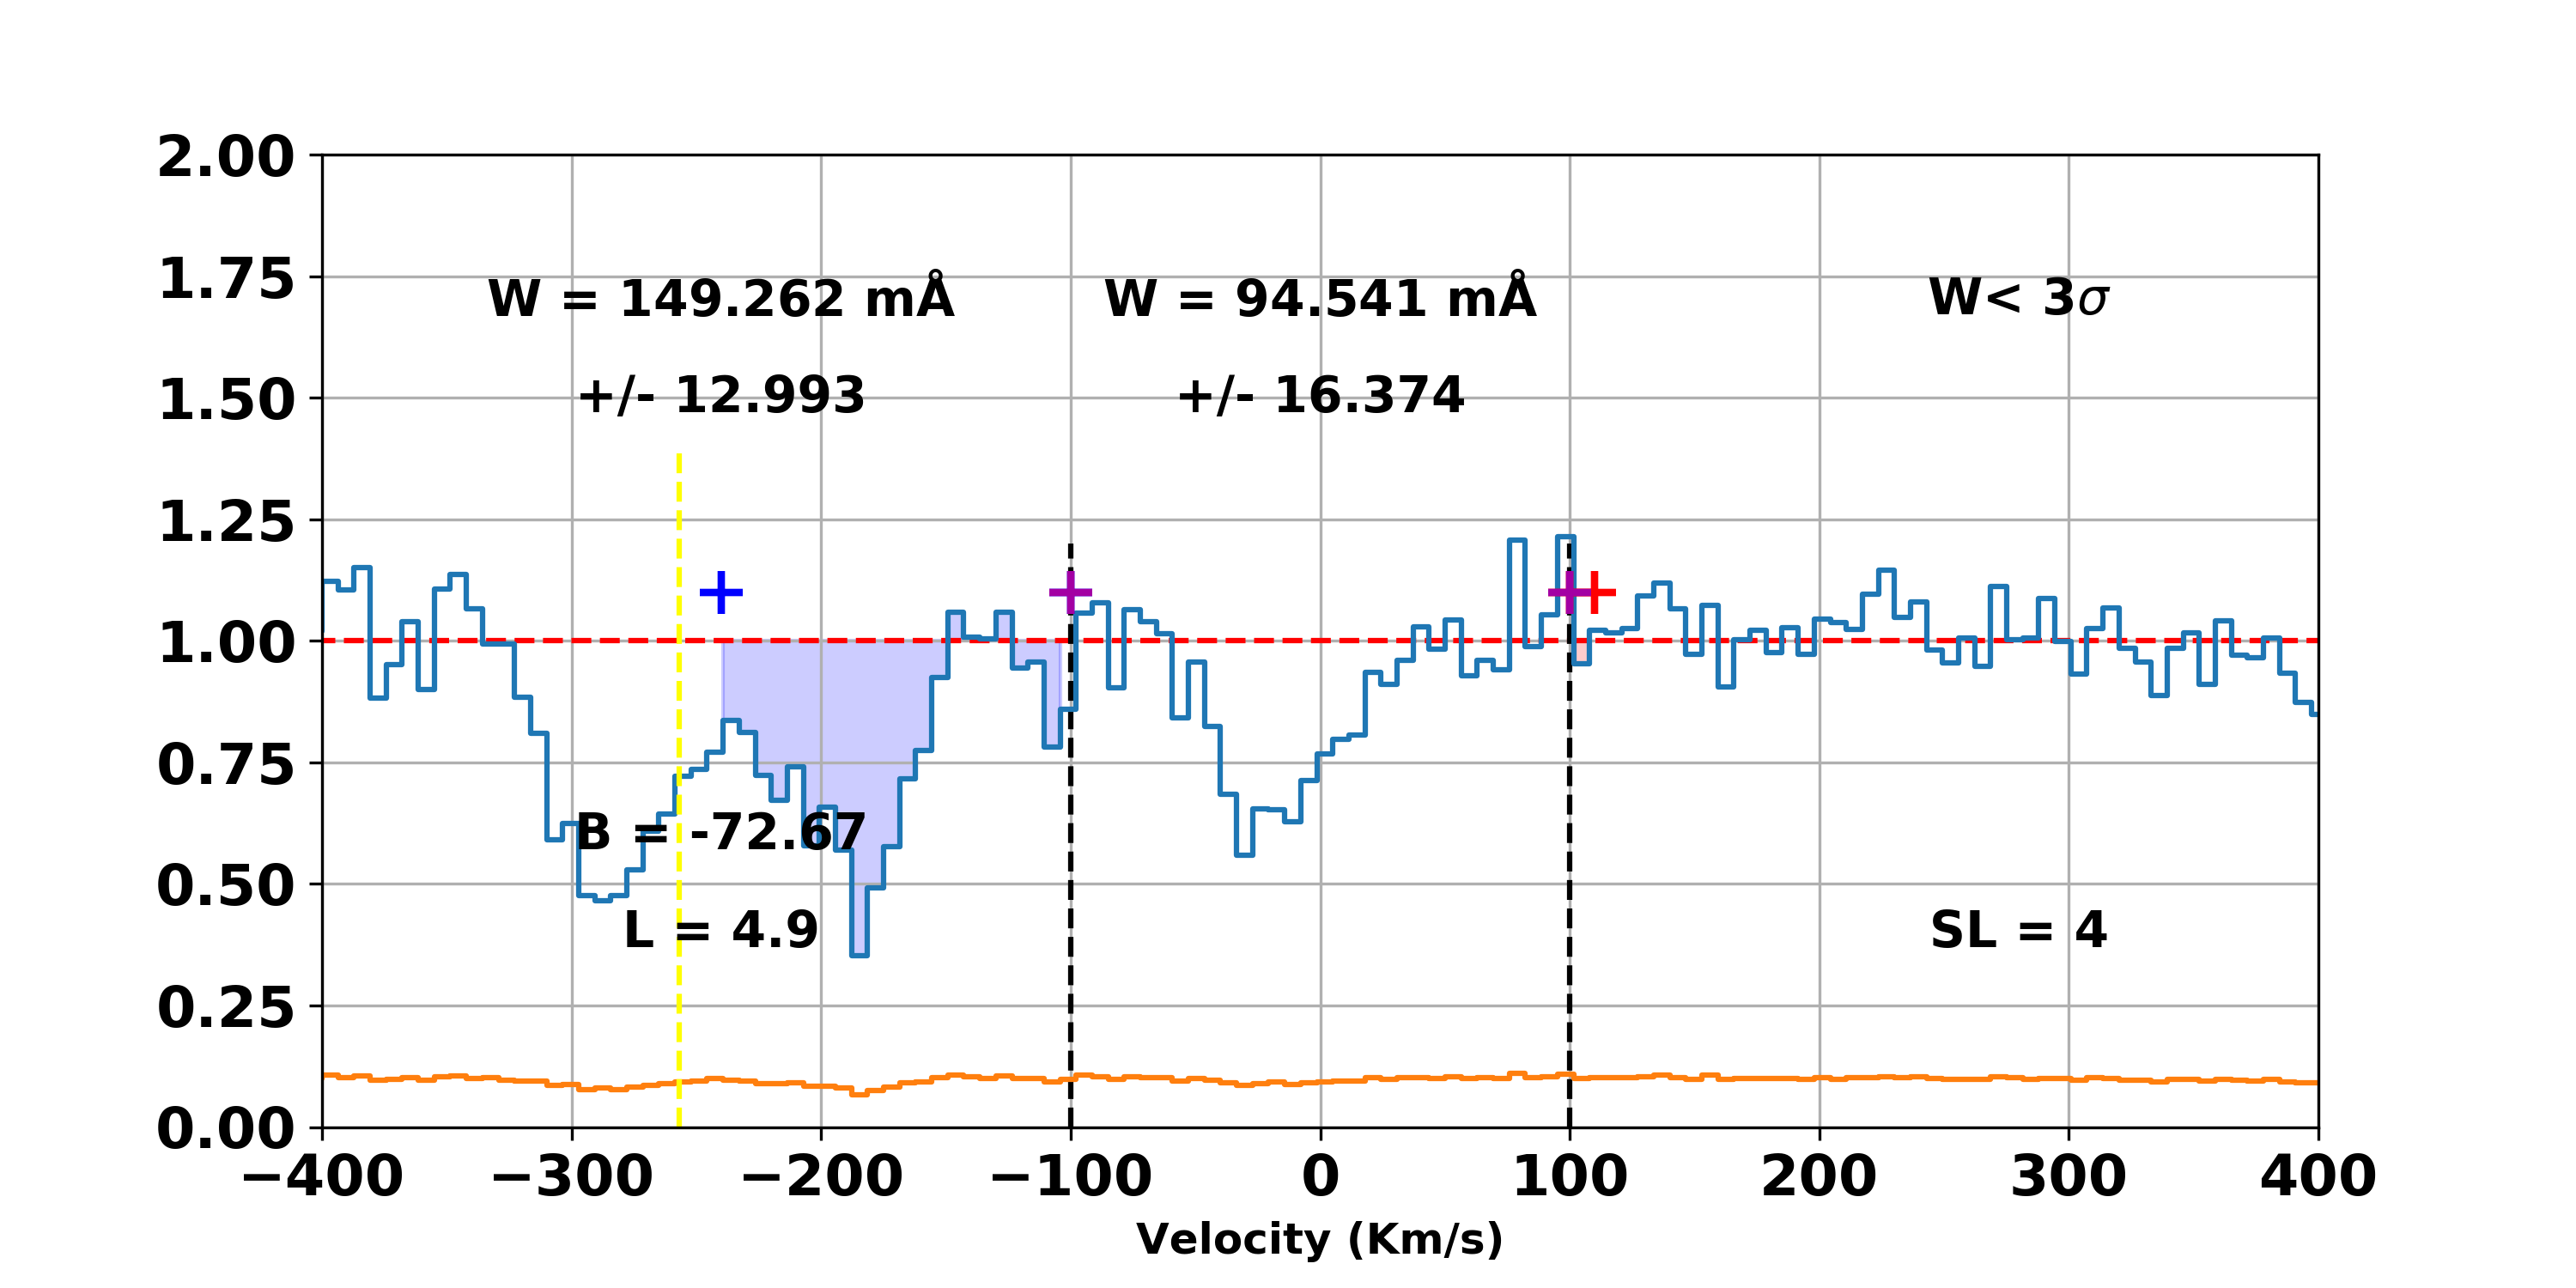 2.00
1.75
W = 149.262 mÅ
W = 94.541 mÅ
W< 3σ
1.50
+/- 12.993
+/- 16.374
1.25
1.00
0.75
B = -72.67
0.50
L = 4.9
SL = 4
0.25
0.00
−400 −300 −200 −100 0 100 200 300 400
Velocity (Km/s)